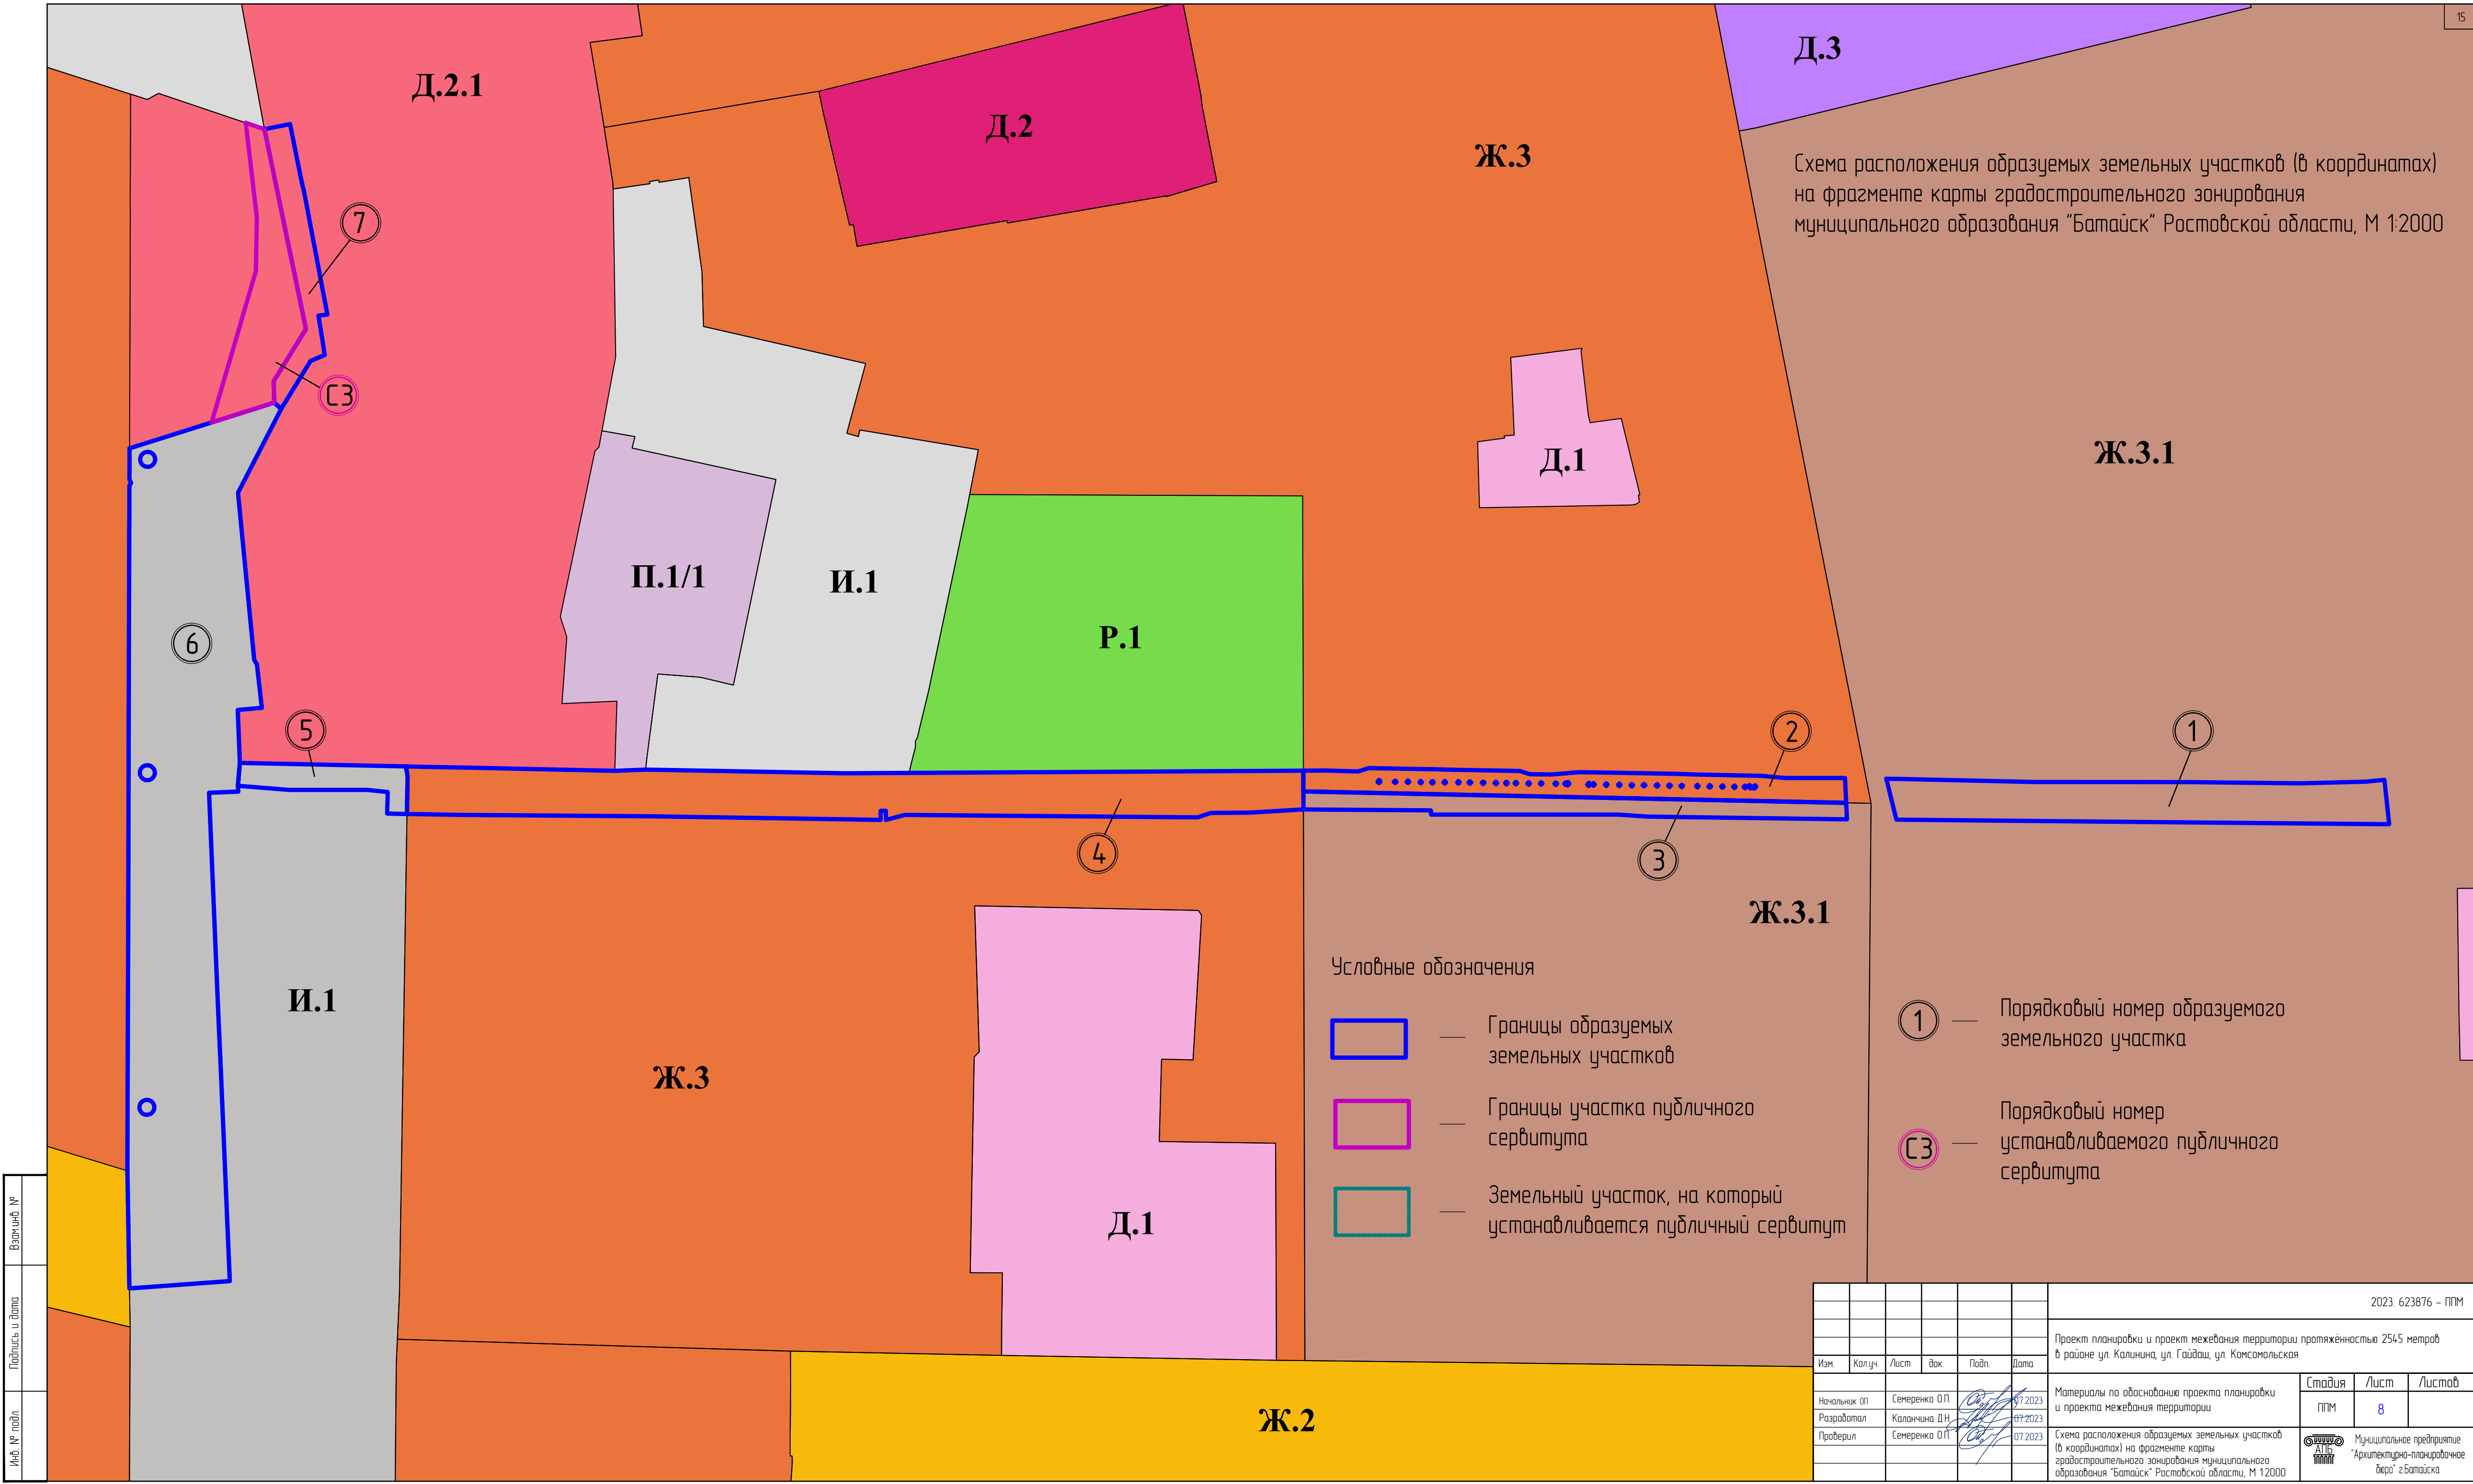 15
Д.2.1
Д.2
Ж.3
Д.3
Схема расположения образуемых земельных участков (в координатах)
на фрагменте карты градостроительного зонирования
муниципального образования "Батайск" Ростовской области, М 1:2000
7
С3
Д.1
Ж.3.1
П.1/1
И.1
Р.1
6
5
2
1
4
3
Ж.3.1
И.1
Ж.3
Д.1
Ж.2
Условные обозначения
Границы образуемых
земельных участков
Границы участка публичного
сервитута
Земельный участок, на который
устанавливается публичный сервитут
1
Порядковый номер образуемого
земельного участка
С3
Порядковый номер
устанавливаемого публичного
сервитута
Взам.инв. №
Подпись и дата
Инв. № подл.
2023. 623876 - ППМ
Проект планировки и проект межевания территории протяжённостью 2545 метров
в районе ул. Калинина, ул. Гайдаш, ул. Комсомольская
Изм. Кол.уч. Лист док. Подп. Дата
Материалы по обоснованию проекта планировки
и проекта межевания территории
Стадия Лист Листов
ППМ 8
Начальник ОП Семеренко О.П. 07.2023
Разработал Каланчина Д.Н. 07.2023
Проверил Семеренко О.П. 07.2023
Схема расположения образуемых земельных участков
(в координатах) на фрагменте карты
градостроительного зонирования муниципального
образования "Батайск" Ростовской области, М 1:2000
АПБ
Муниципальное предприятие
"Архитектурно-планировочное
бюро" г.Батайска